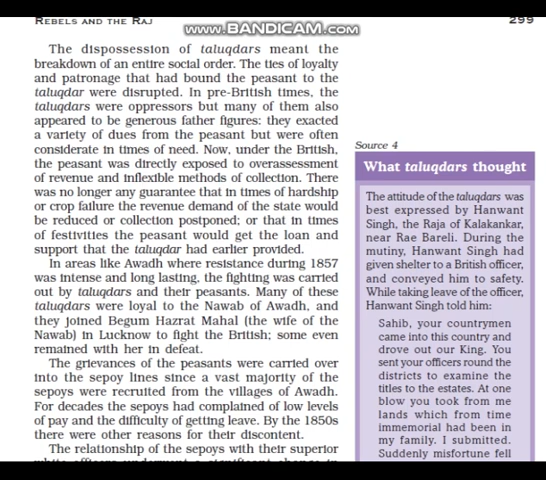 REBELS AND THE RAJ
299
www.BANDICAM.com
The dispossession of taluqdars meant the
breakdown of an entire social order. The ties of loyalty
and patronage that had bound the peasant to the
taluqdar were disrupted. In pre-British times, the
taluqdars were oppressors but many of them also
appeared to be generous father figures: they exacted
a variety of dues from the peasant but were often
considerate in times of need. Now, under the British,
the peasant was directly exposed to overassessment
of revenue and inflexible methods of collection. There
was no longer any guarantee that in times of hardship
or crop failure the revenue demand of the state would
be reduced or collection postponed; or that in times
of festivities the peasant would get the loan and
support that the taluqdar had earlier provided.
In areas like Awadh where resistance during 1857
was intense and long lasting, the fighting was carried
out by taluqdars and their peasants. Many of these
taluqdars were loyal to the Nawab of Awadh, and
they joined Begum Hazrat Mahal (the wife of the
Nawab) in Lucknow to fight the British; some even
remained with her in defeat.
The grievances of the peasants were carried over
into the sepoy lines since a vast majority of the
sepoys were recruited from the villages of Awadh.
For decades the sepoys had complained of low levels
of pay and the difficulty of getting leave. By the 1850s
there were other reasons for their discontent.
The relationship of the sepoys with their superior
white officers underwent a significant change in
Source 4
What taluqdars thought
The attitude of the taluqdars was
best expressed by Hanwant
Singh, the Raja of Kalakankar,
near Rae Bareli. During the
mutiny, Hanwant Singh had
given shelter to a British officer,
and conveyed him to safety.
While taking leave of the officer,
Hanwant Singh told him:
Sahib, your countrymen
came into this country and
drove out our King. You
sent your officers round the
districts to examine the
titles to the estates. At one
blow you took from me
lands which from time
immemorial had been in
my family. I submitted.
Suddenly misfortune fell